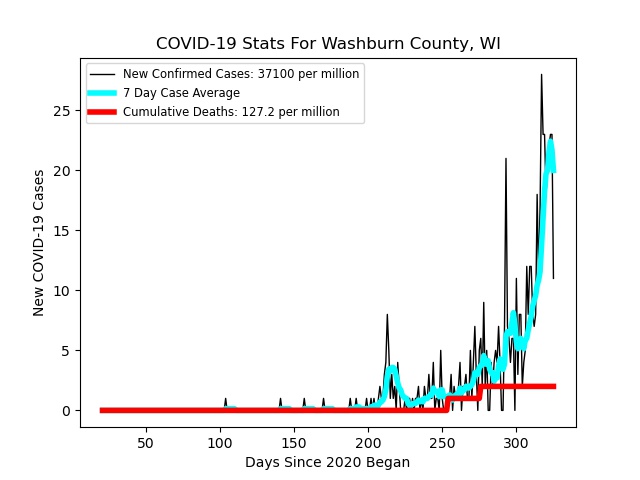 COVID-19 Stats For Washburn County, WI
New Confirmed Cases: 37100 per million
7 Day Case Average
Cumulative Deaths: 127.2 per million
New COVID-19 Cases
25
20
15
10
5
0
50 100 150 200 250 300
Days Since 2020 Began